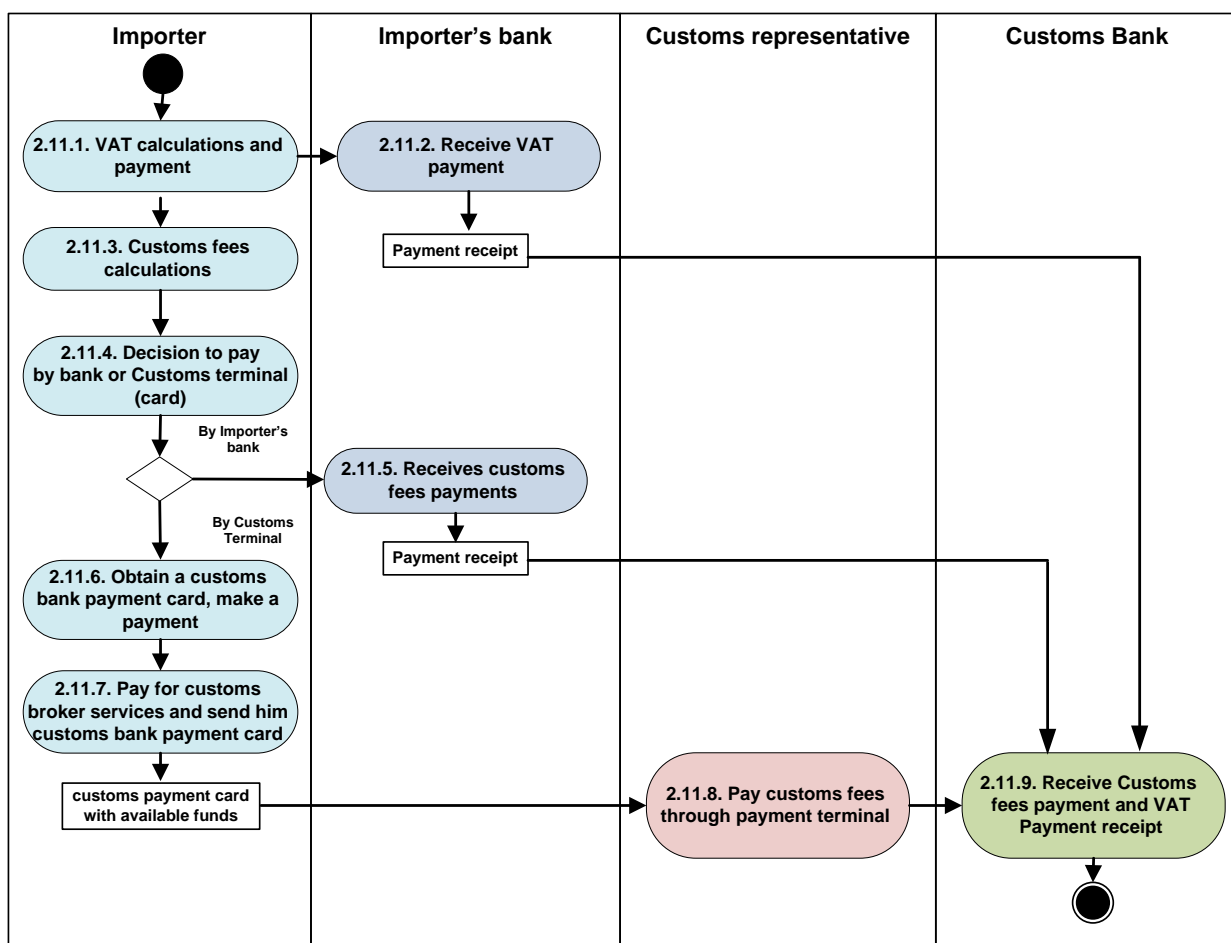 Importer
Importer's bank
Customs representative
Customs Bank
2.11.1. VAT calculations and
payment
2.11.2. Receive VAT
payment
2.11.3. Customs fees
calculations
Payment receipt
2.11.4. Decision to pay
by bank or Customs terminal
(card)
By Importer's
bank
2.11.5. Receives customs
fees payments
By Customs
Terminal
Payment receipt
2.11.6. Obtain a customs
bank payment card, make a
payment
2.11.7. Pay for customs
broker services and send him
customs bank payment card
customs payment card
with available funds
2.11.8. Pay customs fees
through payment terminal
2.11.9. Receive Customs
fees payment and VAT
Payment receipt